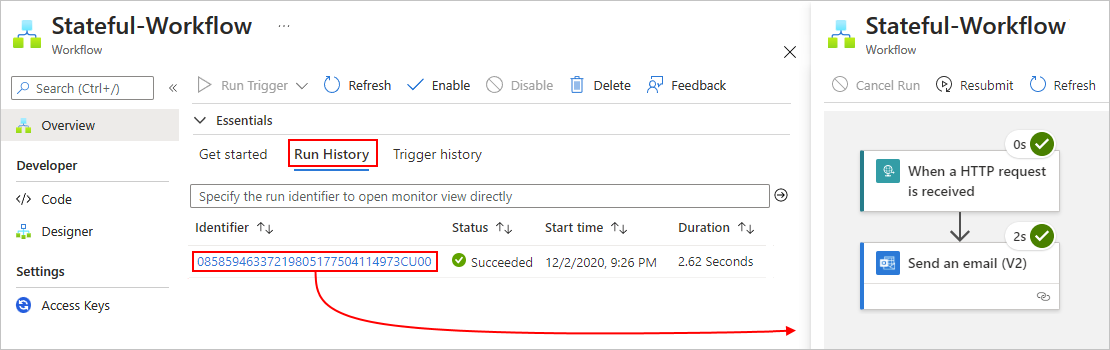 Stateful-Workflow ...
Workflow
Search (Ctrl+/)
«
Overview
Developer
Code
Designer
Settings
Access Keys
Run Trigger
Refresh
Enable
Disable
Delete
Feedback
Essentials
Get started
Run History
Trigger history
Specify the run identifier to open monitor view directly
Identifier Status Start time Duration
08585946337219805177504114973CU00 Succeeded 12/2/2020, 9:26 PM 2.62 Seconds
Stateful-Workflow
Workflow
Cancel Run
Resubmit
Refresh
0s
When a HTTP request
is received
2s
Send an email (V2)